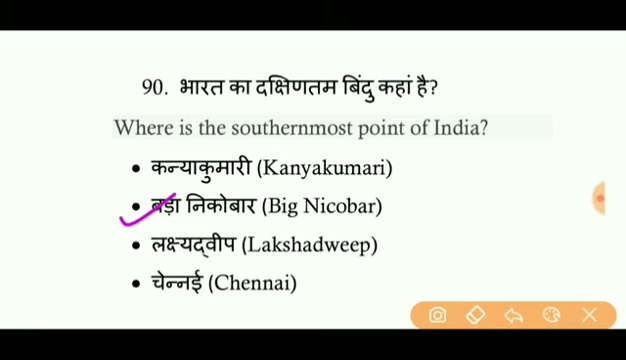 90. भारत का दक्षिणतम बिंदु कहां है?
Where is the southernmost point of India?
• कन्याकुमारी (Kanyakumari)
• बड़ा निकोबार (Big Nicobar)
• लक्ष्यद्वीप (Lakshadweep)
• चेन्नई (Chennai)